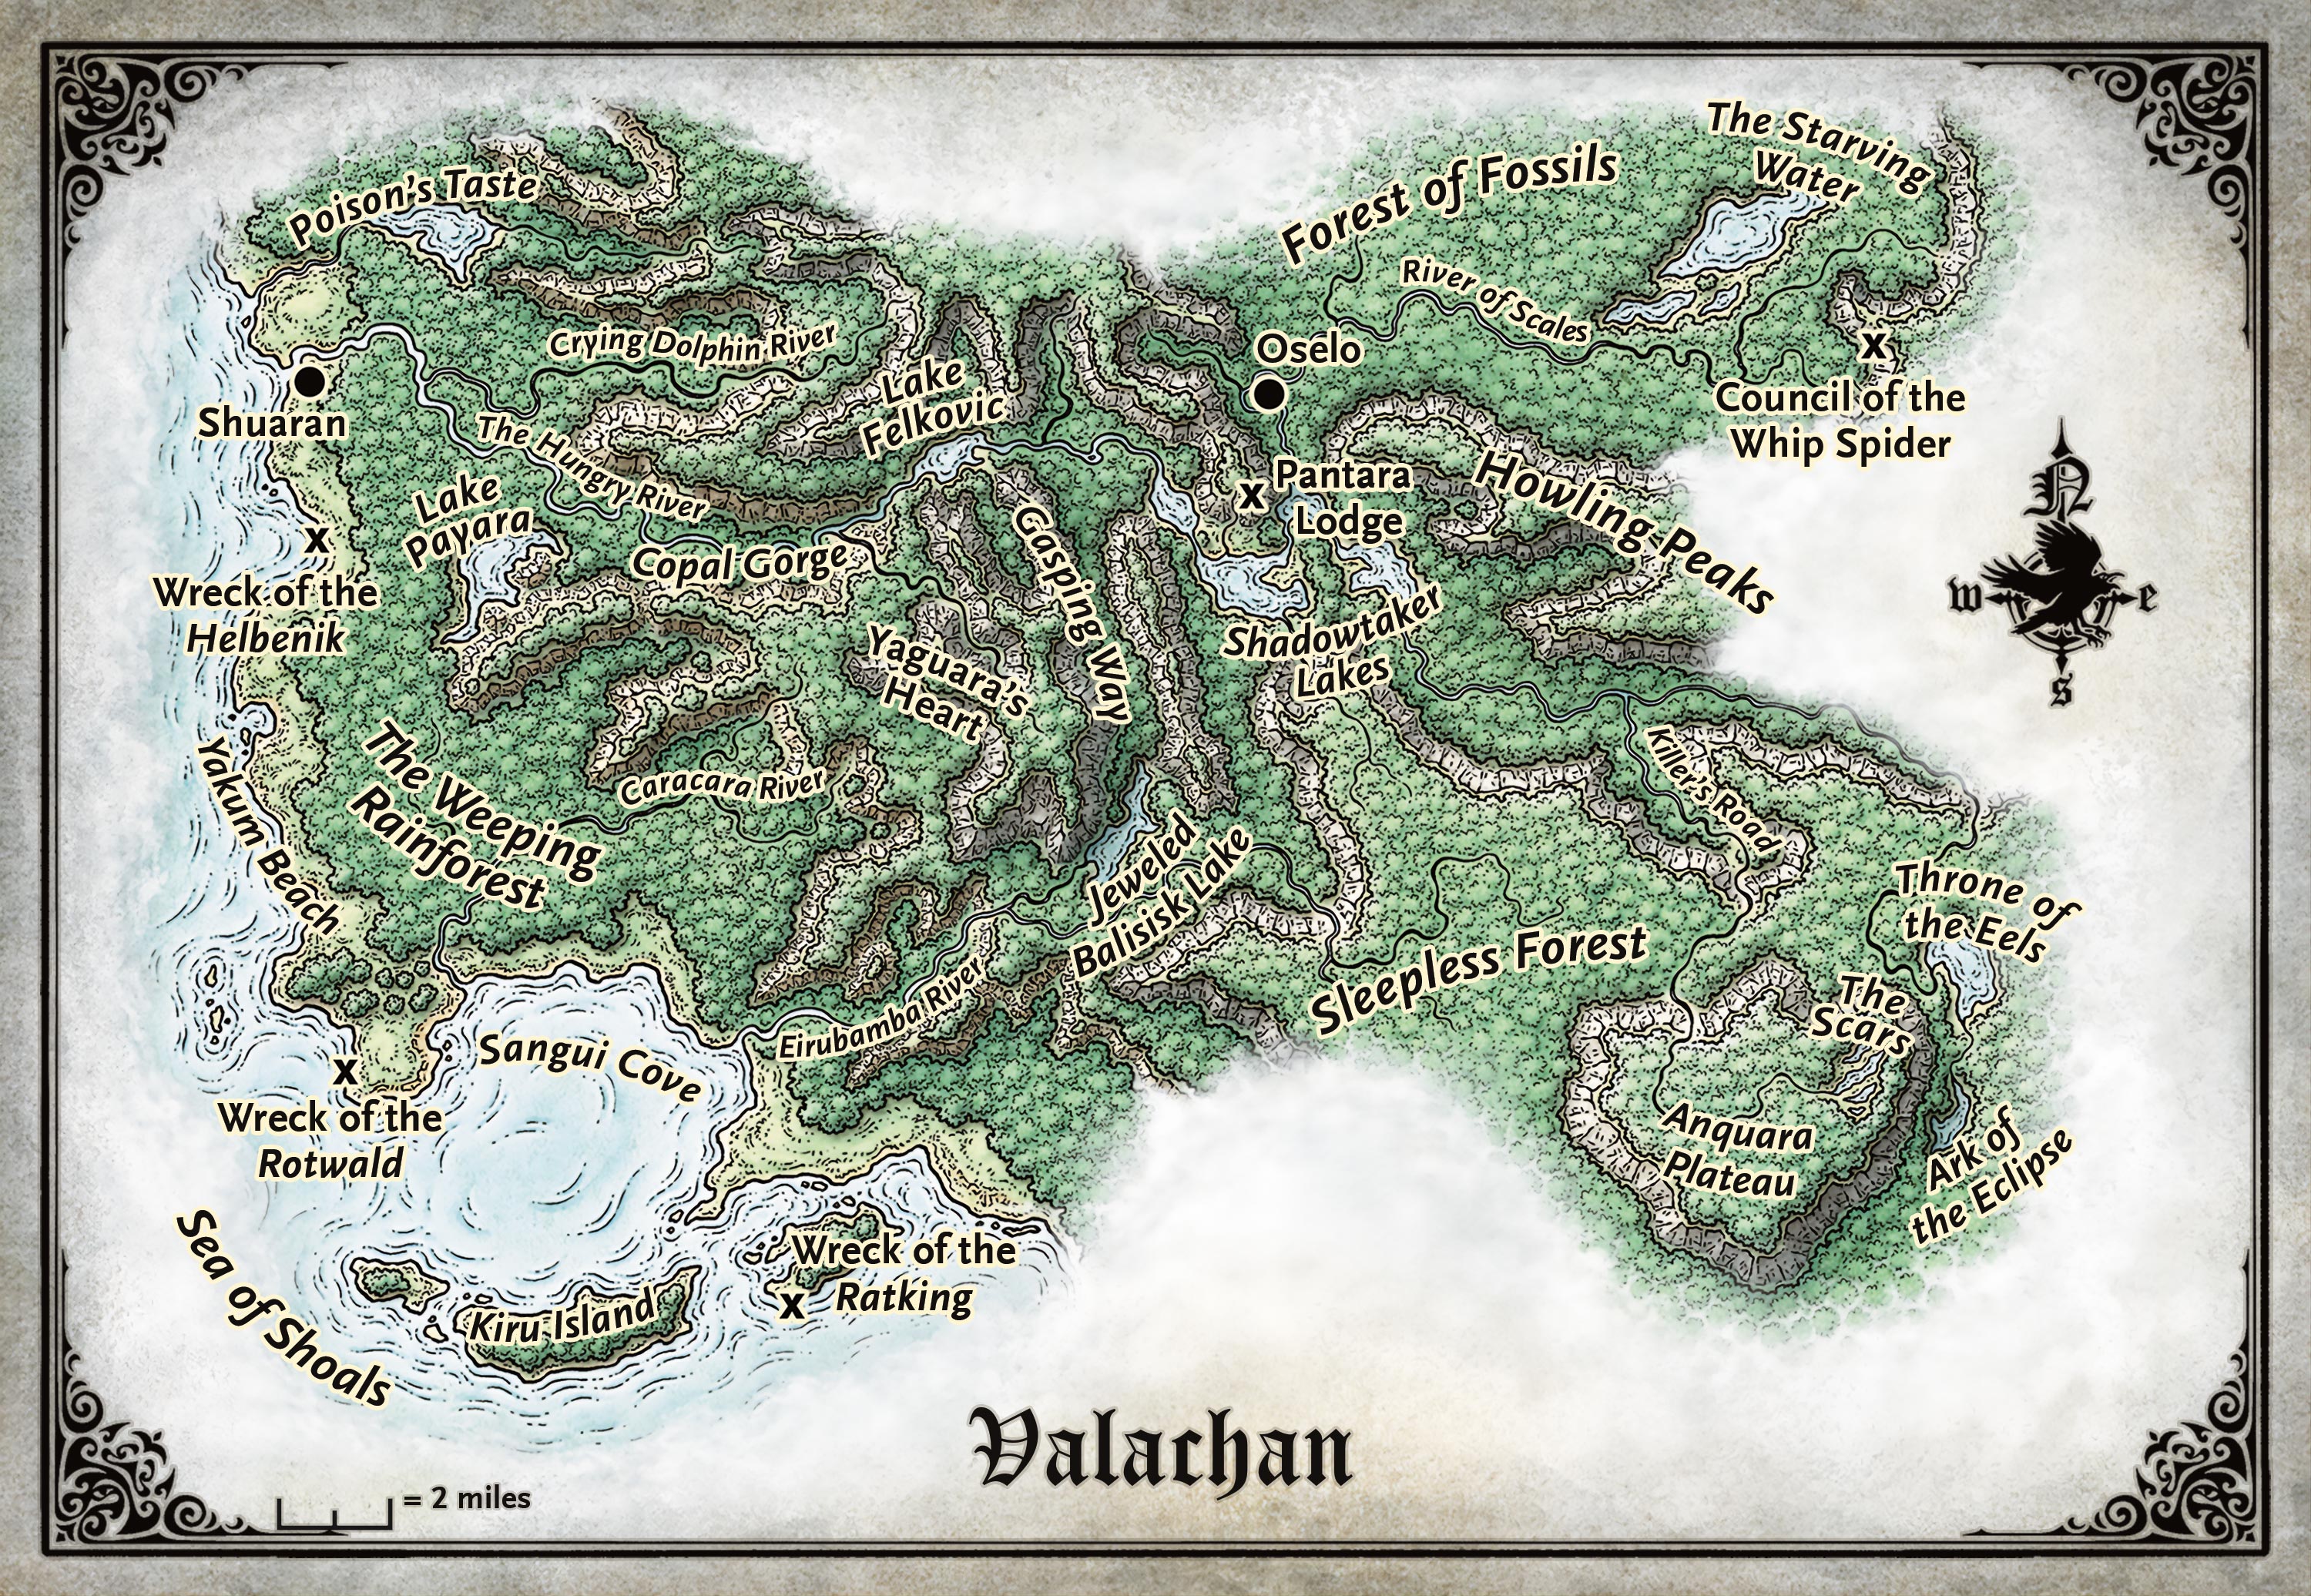 The Starving
Water
Forest of Fossils
Poison's Taste
River of Scales
Crying Dolphin River
Oselo
Lake
Felkovic
Shuaran
Council of the
Whip Spider
The Hungry River
Pantara
Lodge
Howling Peaks
Lake
Payara
N
w
e
s
Copal Gorge
Gasping Way
Wreck of the
Helbenik
Shadowtaker
Lakes
Yaguara's
Heart
Killer's Road
Yakum Beach
The Weeping
Rainforest
Caracara River
Jeweled
Balisisk Lake
Throne of
the Eels
Sleepless Forest
The
Scars
Eirubamba River
Sangui Cove
Wreck of the
Rotwald
Anquara
Plateau
Ark of
the Eclipse
Sea of Shoals
Wreck of the
Ratking
Kiru Island
Valachan
= 2 miles